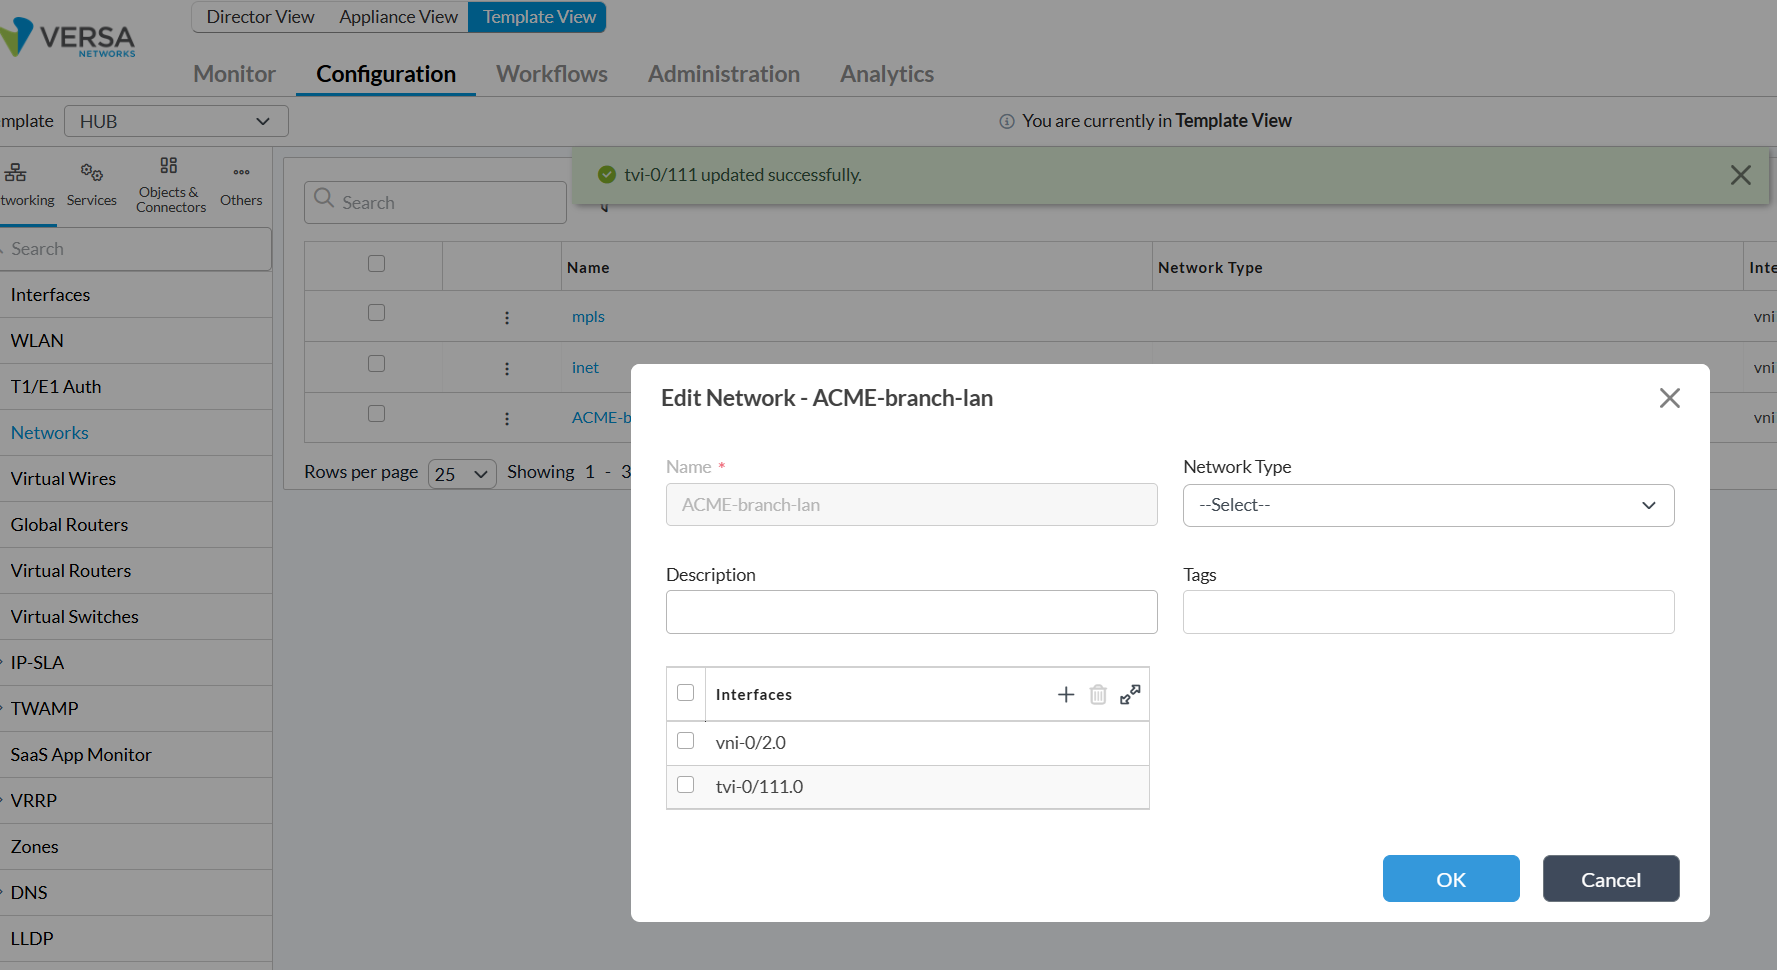 VERSA
NETWORKS
Director View Appliance View Template View
Monitor Configuration Workflows Administration Analytics
mplate HUB
You are currently in Template View
tworking Services Objects & Connectors Others
Search
Interfaces
WLAN
T1/E1 Auth
Networks
Virtual Wires
Global Routers
Virtual Routers
Virtual Switches
IP-SLA
TWAMP
SaaS App Monitor
VRRP
Zones
DNS
LLDP
tvi-0/111 updated successfully.
Search
Name Network Type Inte
mpls vni
inet vni
ACME-b vni
Rows per page 25 Showing 1 - 3
Edit Network - ACME-branch-lan
Name * Network Type
ACME-branch-lan --Select--
Description Tags
Interfaces
vni-0/2.0
tvi-0/111.0
OK Cancel